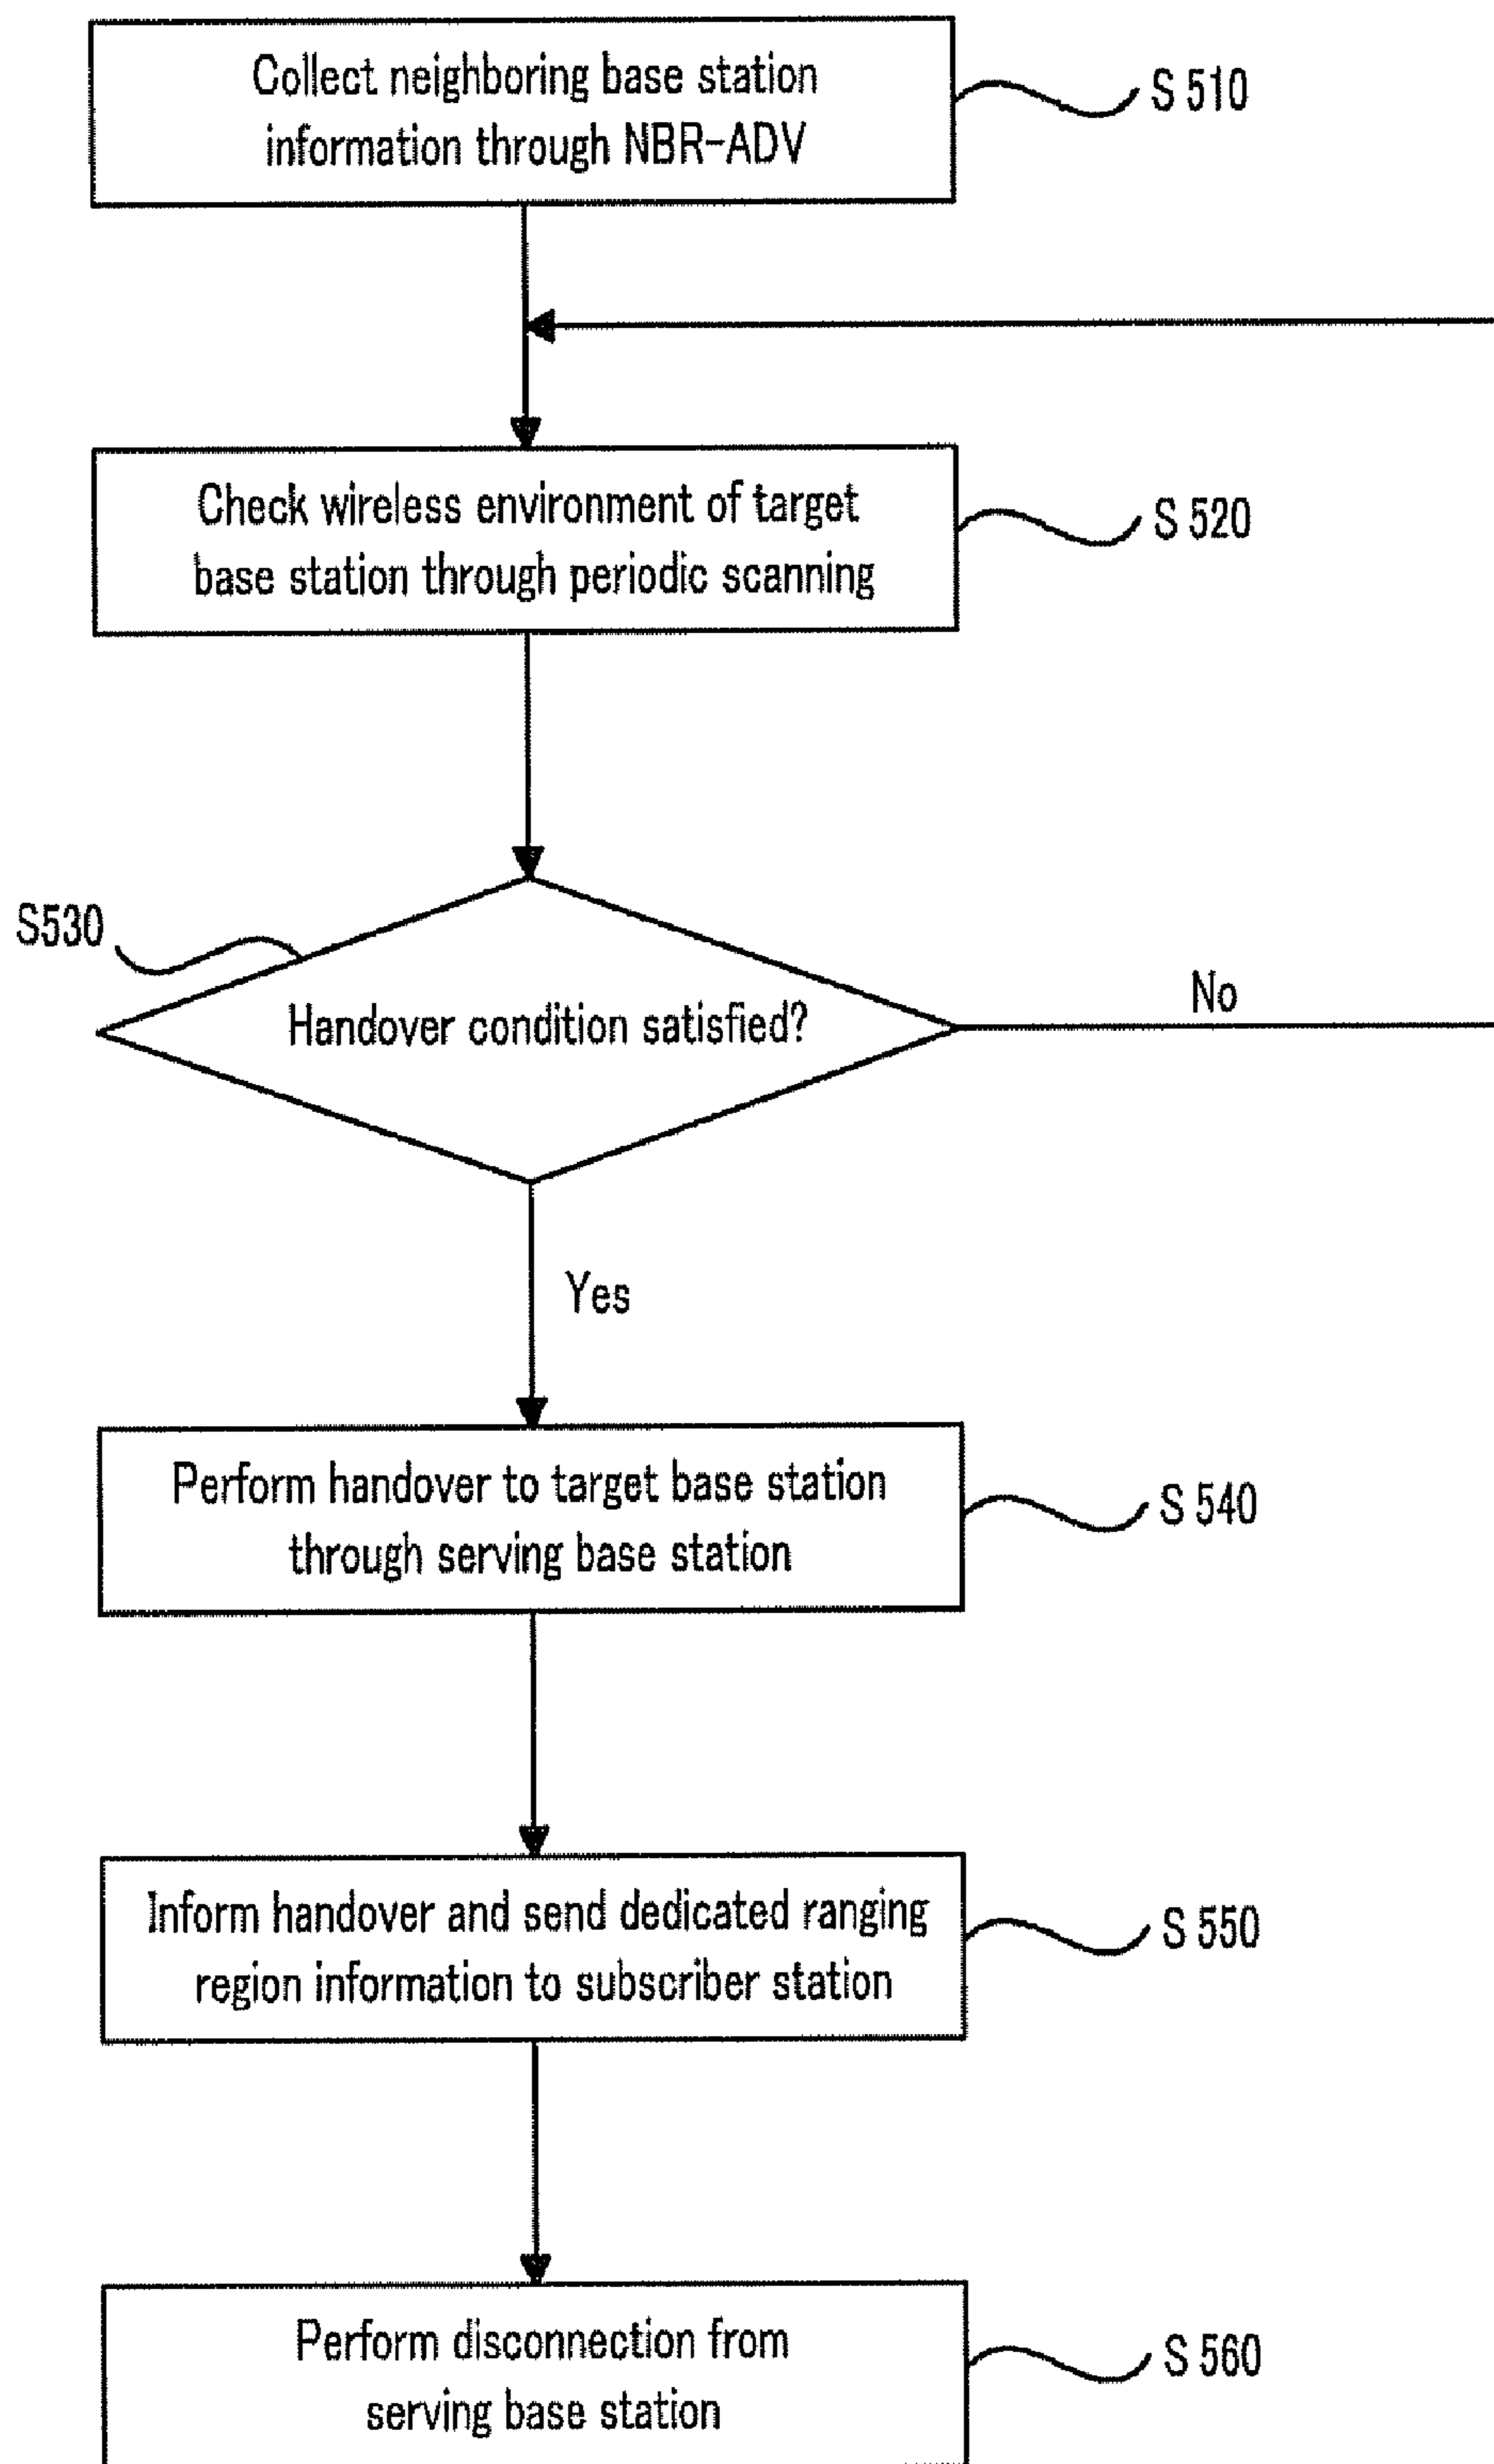 Collect neighboring base station
information through NBR-ADV
S 510
Check wireless environment of target
base station through periodic scanning
S 520
S530
Handover condition satisfied?
No
Yes
Perform handover to target base station
through serving base station
S 540
Inform handover and send dedicated ranging
region information to subscriber station
S 550
Perform disconnection from
serving base station
S 560